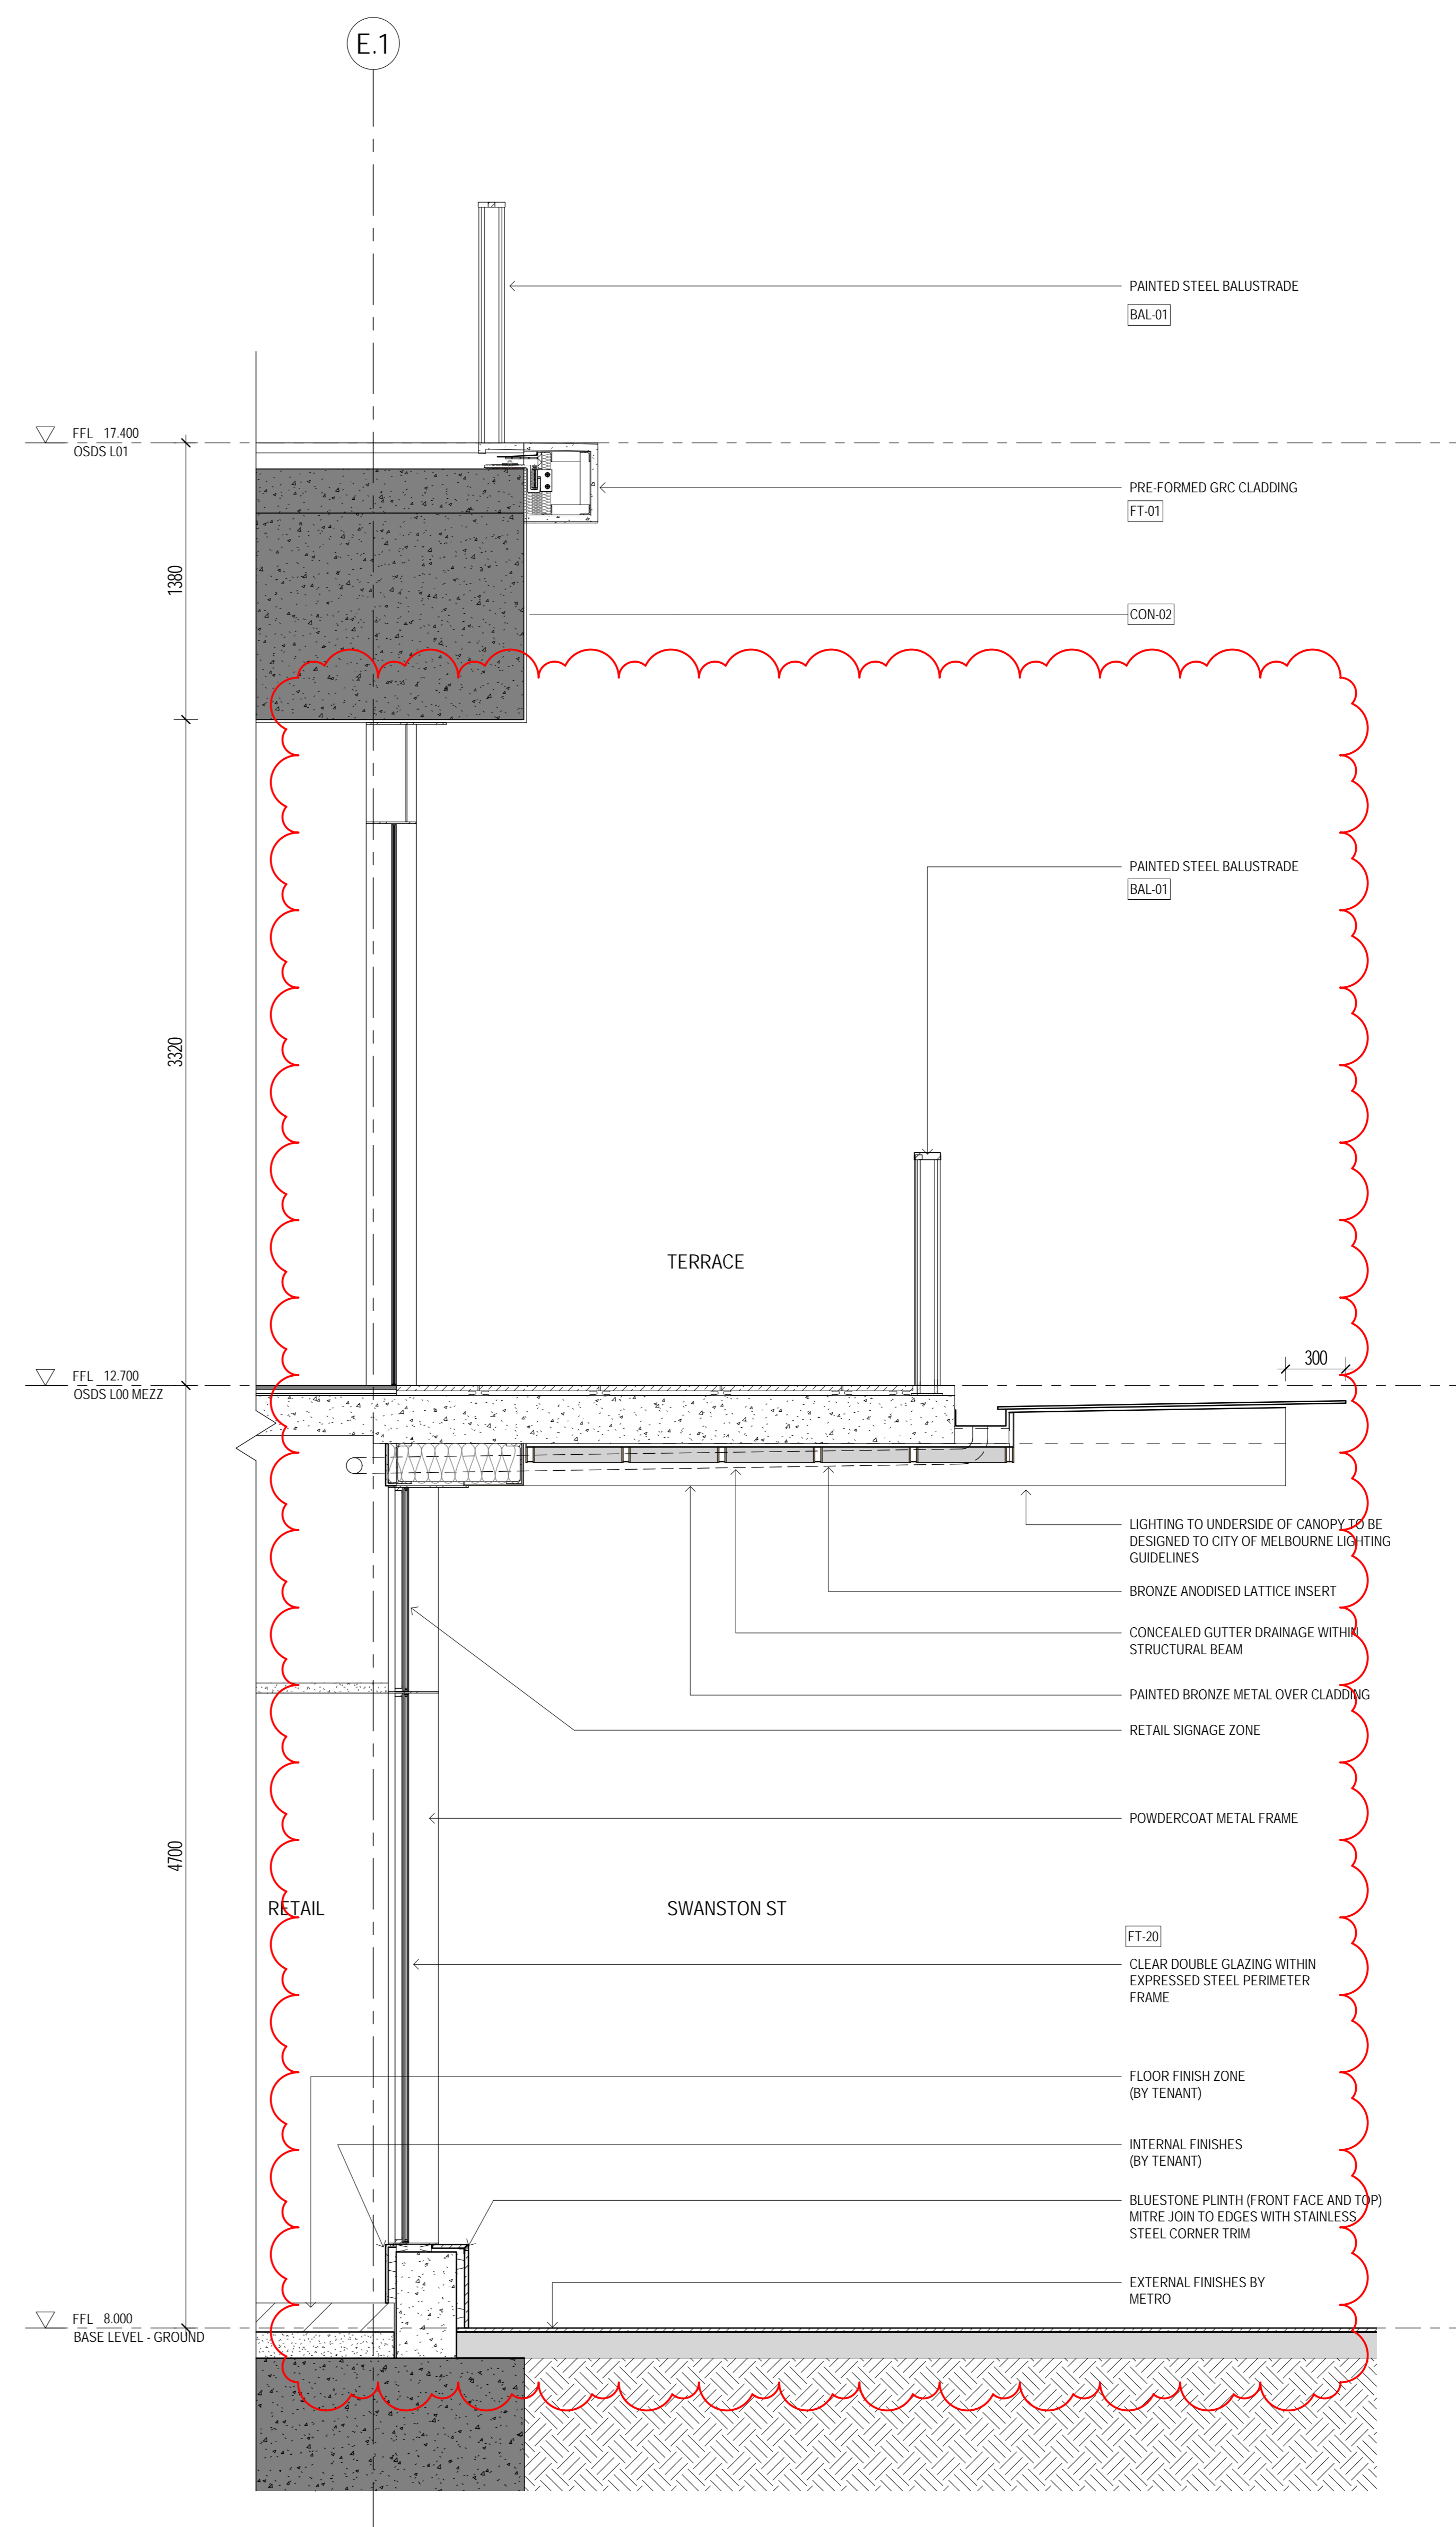 E.1
PAINTED STEEL BALUSTRADE
BAL-01
FFL 17.400
OSDS L01
PRE-FORMED GRC CLADDING
FT-01
1380
CON-02
PAINTED STEEL BALUSTRADE
BAL-01
3320
TERRACE
300
FFL 12.700
OSDS L00 MEZZ
LIGHTING TO UNDERSIDE OF CANOPY TO BE
DESIGNED TO CITY OF MELBOURNE LIGHTING
GUIDELINES
BRONZE ANODISED LATTICE INSERT
CONCEALED GUTTER DRAINAGE WITHIN
STRUCTURAL BEAM
PAINTED BRONZE METAL OVER CLADDING
RETAIL SIGNAGE ZONE
POWDERCOAT METAL FRAME
4700
RETAIL
SWANSTON ST
FT-20
CLEAR DOUBLE GLAZING WITHIN
EXPRESSED STEEL PERIMETER
FRAME
FLOOR FINISH ZONE
(BY TENANT)
INTERNAL FINISHES
(BY TENANT)
BLUESTONE PLINTH (FRONT FACE AND TOP)
MITRE JOIN TO EDGES WITH STAINLESS
STEEL CORNER TRIM
EXTERNAL FINISHES BY
METRO
FFL 8.000
BASE LEVEL - GROUND